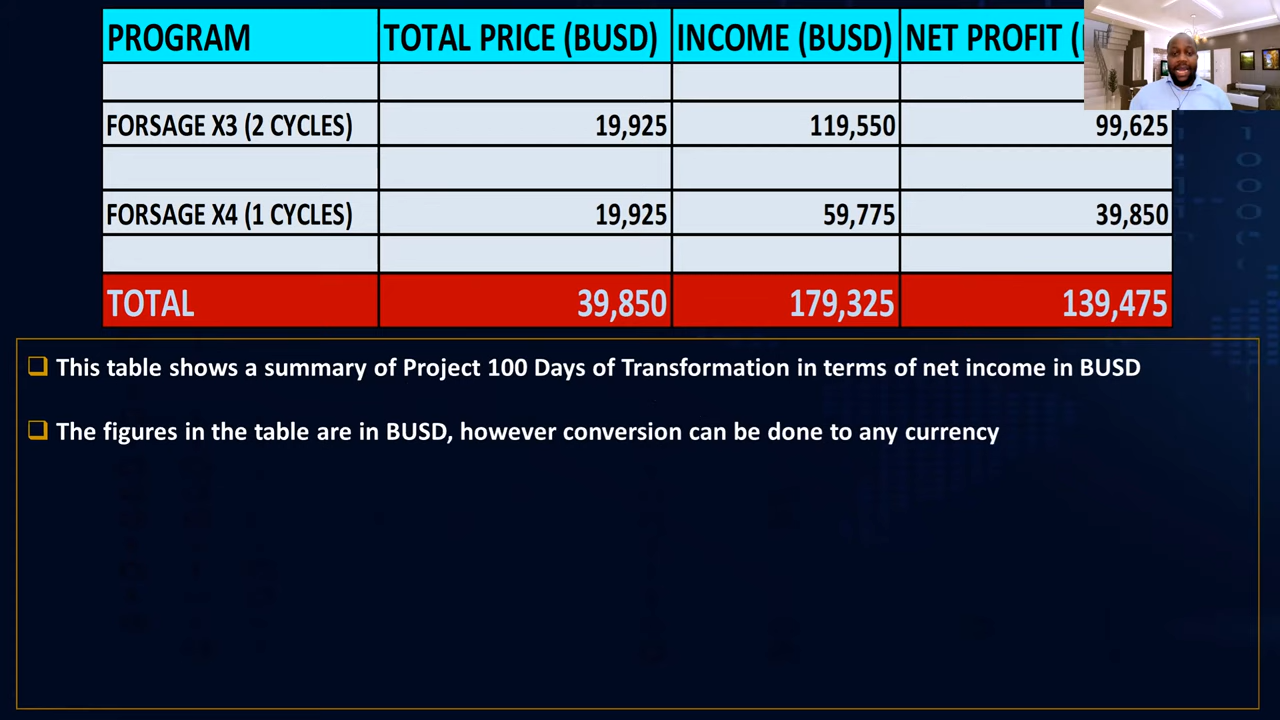 PROGRAM TOTAL PRICE (BUSD) INCOME (BUSD) NET PROFIT (
FORSAGE X3 (2 CYCLES) 19,925 119,550 99,625
FORSAGE X4 (1 CYCLES) 19,925 59,775 39,850
TOTAL 39,850 179,325 139,475
❑ This table shows a summary of Project 100 Days of Transformation in terms of net income in BUSD
❑ The figures in the table are in BUSD, however conversion can be done to any currency